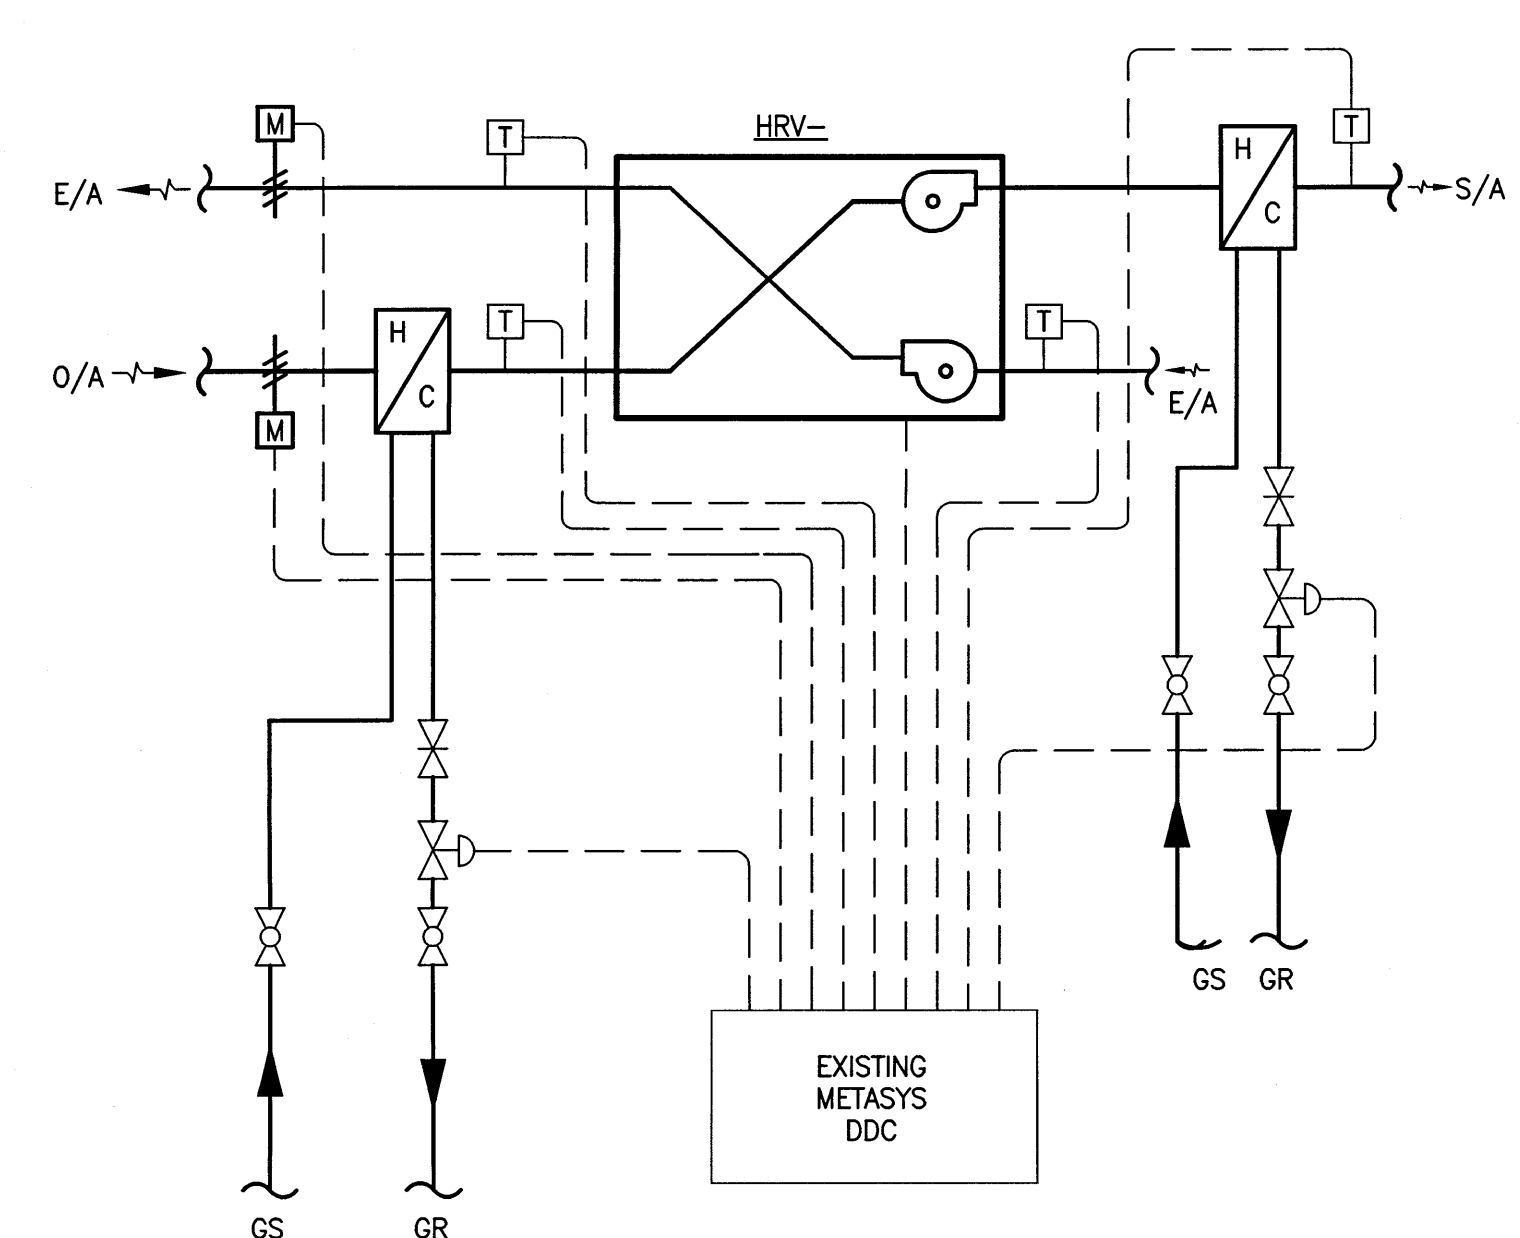 HRV-
M
T
T
H
C
E/A
S/A
H
C
T
T
O/A
E/A
M
GS
GR
EXISTING
METASYS
DDC
GS
GR